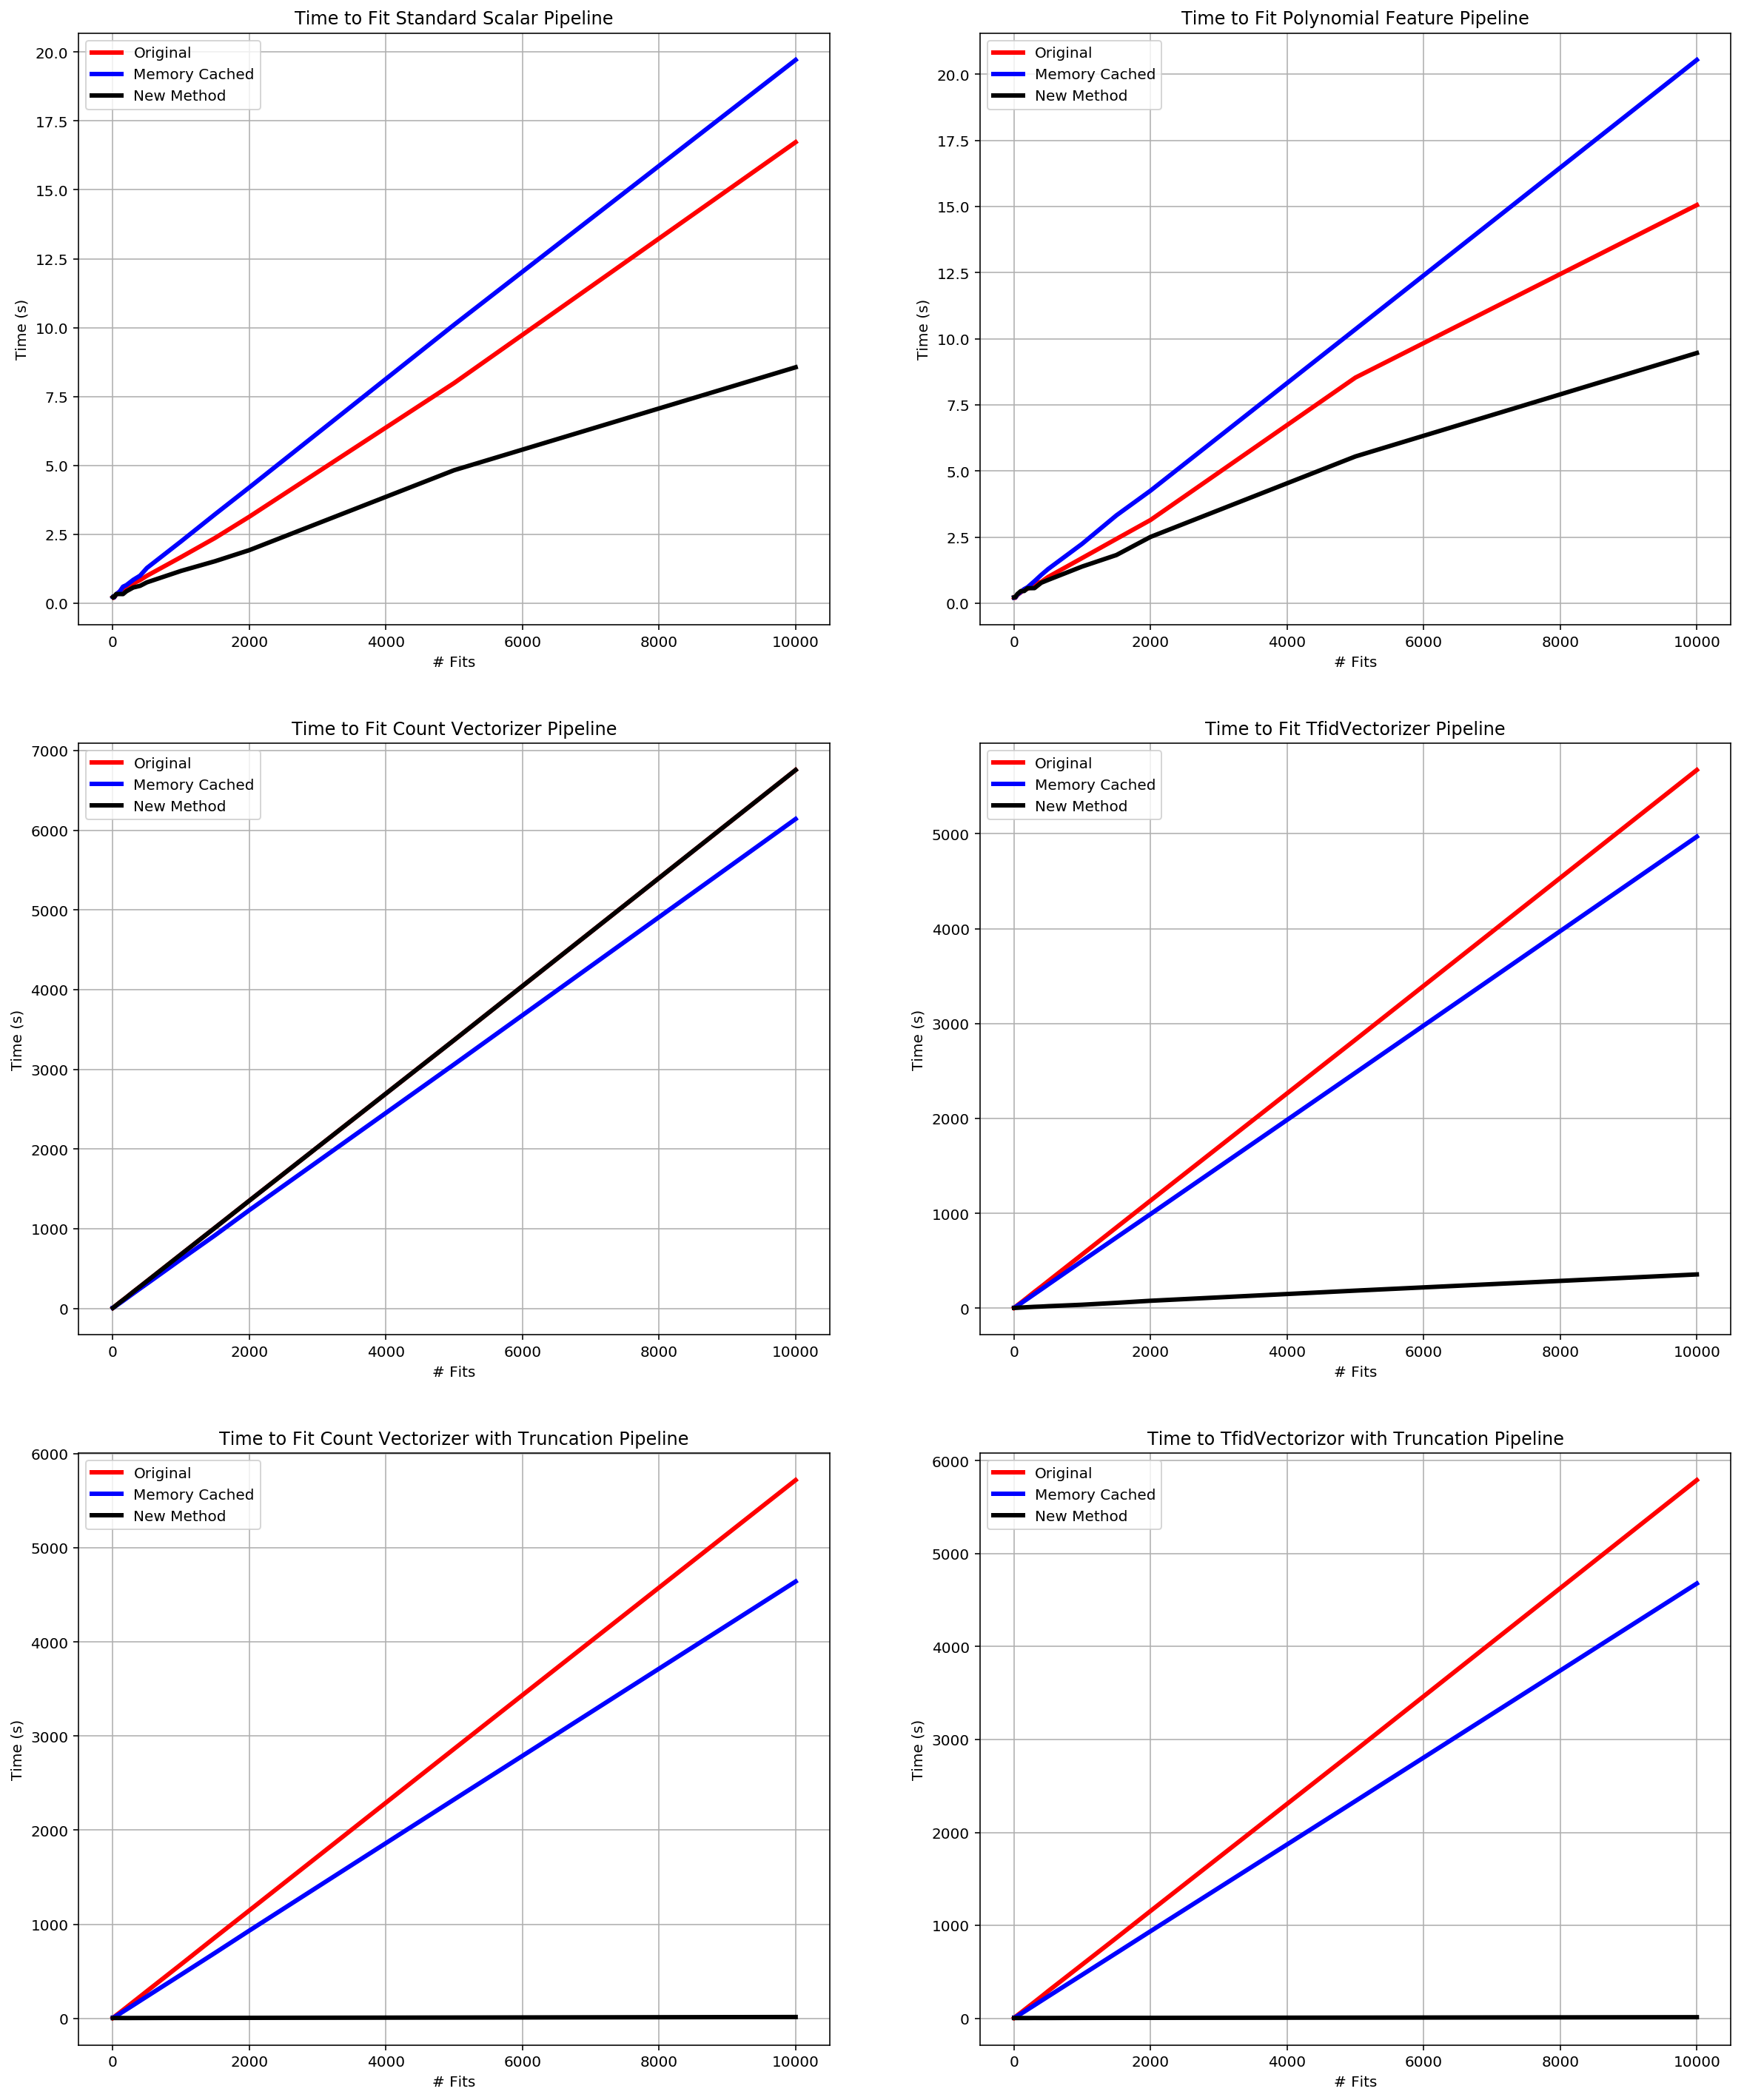 Time to Fit Standard Scalar Pipeline
Original
Memory Cached
New Method
20.0
17.5
15.0
12.5
10.0
7.5
5.0
2.5
0.0
Time (s)
0 2000 4000 6000 8000 10000
# Fits
Time to Fit Polynomial Feature Pipeline
Original
Memory Cached
New Method
20.0
17.5
15.0
12.5
10.0
7.5
5.0
2.5
0.0
Time (s)
0 2000 4000 6000 8000 10000
# Fits
Time to Fit Count Vectorizer Pipeline
Original
Memory Cached
New Method
7000
6000
5000
4000
3000
2000
1000
0
Time (s)
0 2000 4000 6000 8000 10000
# Fits
Time to Fit TfidVectorizer Pipeline
Original
Memory Cached
New Method
5000
4000
3000
2000
1000
0
Time (s)
0 2000 4000 6000 8000 10000
# Fits
Time to Fit Count Vectorizer with Truncation Pipeline
Original
Memory Cached
New Method
6000
5000
4000
3000
2000
1000
0
Time (s)
0 2000 4000 6000 8000 10000
# Fits
Time to TfidVectorizor with Truncation Pipeline
Original
Memory Cached
New Method
6000
5000
4000
3000
2000
1000
0
Time (s)
0 2000 4000 6000 8000 10000
# Fits